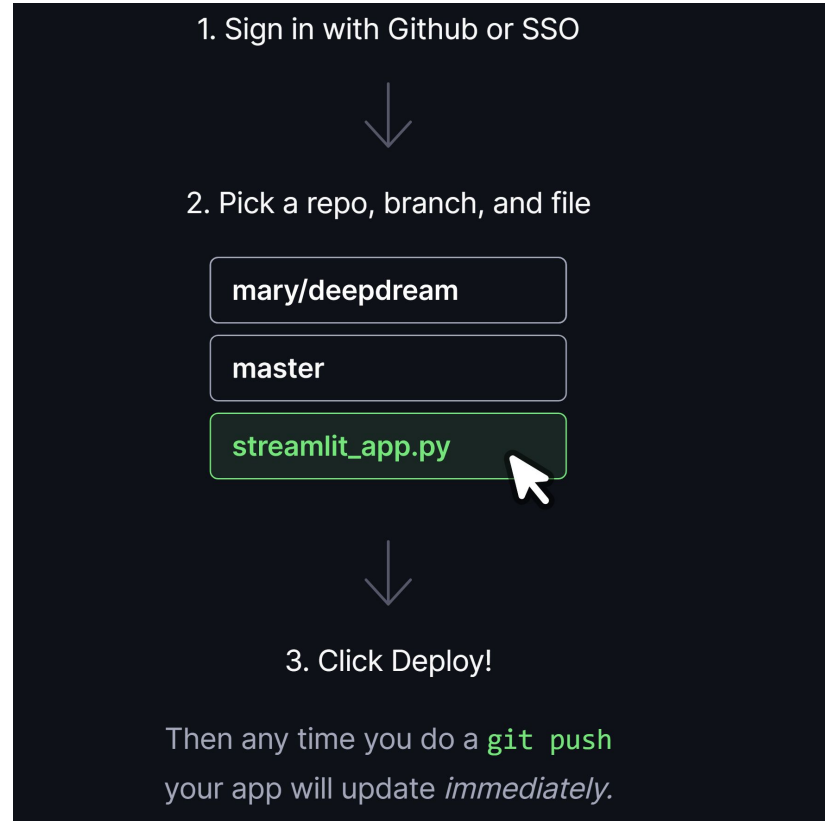 1. Sign in with Github or SSO
2. Pick a repo, branch, and file
mary/deepdream
master
streamlit_app.py
3. Click Deploy!
Then any time you do a git push
your app will update immediately.